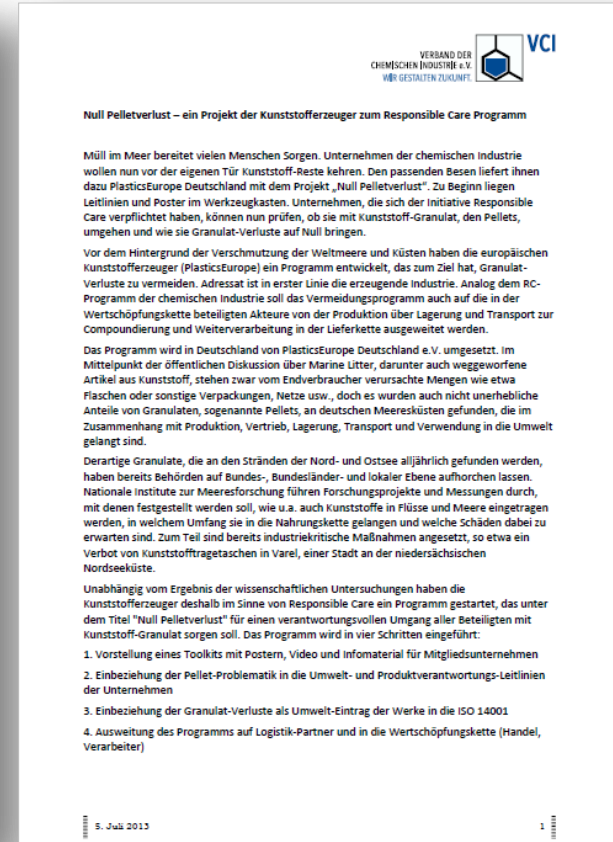 VERBAND DER
CHEMISCHEN INDUSTRIE e.V.
WIR GESTALTEN ZUKUNFT.
VCI
Null Pelletverlust – ein Projekt der Kunststofferzeuger zum Responsible Care Programm
Müll im Meer bereitet vielen Menschen Sorgen. Unternehmen der chemischen Industrie
wollen nun vor der eigenen Tür Kunststoff-Reste kehren. Den passenden Besen liefert ihnen
dazu PlasticsEurope Deutschland mit dem Projekt „Null Pelletverlust“. Zu Beginn liegen
Leitlinien und Poster im Werkzeugkasten. Unternehmen, die sich der Initiative Responsible
Care verpflichtet haben, können nun prüfen, ob sie mit Kunststoff-Granulat, den Pellets,
umgehen und wie sie Granulat-Verluste auf Null bringen.
Vor dem Hintergrund der Verschmutzung der Weltmeere und Küsten haben die europäischen
Kunststofferzeuger (PlasticsEurope) ein Programm entwickelt, das zum Ziel hat, Granulat-
Verluste zu vermeiden. Adressat ist in erster Linie die erzeugende Industrie. Analog dem RC-
Programm der chemischen Industrie soll das Vermeidungsprogramm auch auf die in der
Wertschöpfungskette beteiligten Akteure von der Produktion über Lagerung und Transport zur
Compoundierung und Weiterverarbeitung in der Lieferkette ausgeweitet werden.
Das Programm wird in Deutschland von PlasticsEurope Deutschland e.V. umgesetzt. Im
Mittelpunkt der öffentlichen Diskussion über Marine Litter, darunter auch weggeworfene
Artikel aus Kunststoff, stehen zwar vom Endverbraucher verursachte Mengen wie etwa
Flaschen oder sonstige Verpackungen, Netze usw., doch es wurden auch nicht unerhebliche
Anteile von Granulaten, sogenannte Pellets, an deutschen Meeresküsten gefunden, die im
Zusammenhang mit Produktion, Vertrieb, Lagerung, Transport und Verwendung in die Umwelt
gelangt sind.
Derartige Granulate, die an den Stränden der Nord- und Ostsee alljährlich gefunden werden,
haben bereits Behörden auf Bundes-, Bundesländer- und lokaler Ebene aufhorchen lassen.
Nationale Institute zur Meeresforschung führen Forschungsprojekte und Messungen durch,
mit denen festgestellt werden soll, wie u.a. auch Kunststoffe in Flüsse und Meere eingetragen
werden, in welchem Umfang sie in die Nahrungskette gelangen und welche Schäden dabei zu
erwarten sind. Zum Teil sind bereits industriekritische Maßnahmen angesetzt, so etwa ein
Verbot von Kunststofftragetaschen in Varel, einer Stadt an der niedersächsischen
Nordseeküste.
Unabhängig vom Ergebnis der wissenschaftlichen Untersuchungen haben die
Kunststofferzeuger deshalb im Sinne von Responsible Care ein Programm gestartet, das unter
dem Titel "Null Pelletverlust" für einen verantwortungsvollen Umgang aller Beteiligten mit
Kunststoff-Granulat sorgen soll. Das Programm wird in vier Schritten eingeführt:
1. Vorstellung eines Toolkits mit Postern, Video und Infomaterial für Mitgliedsunternehmen
2. Einbeziehung der Pellet-Problematik in die Umwelt- und Produktverantwortungs-Leitlinien
der Unternehmen
3. Einbeziehung der Granulat-Verluste als Umwelt-Eintrag der Werke in die ISO 14001
4. Ausweitung des Programms auf Logistik-Partner und in die Wertschöpfungskette (Handel,
Verarbeiter)
5. Juli 2013
1